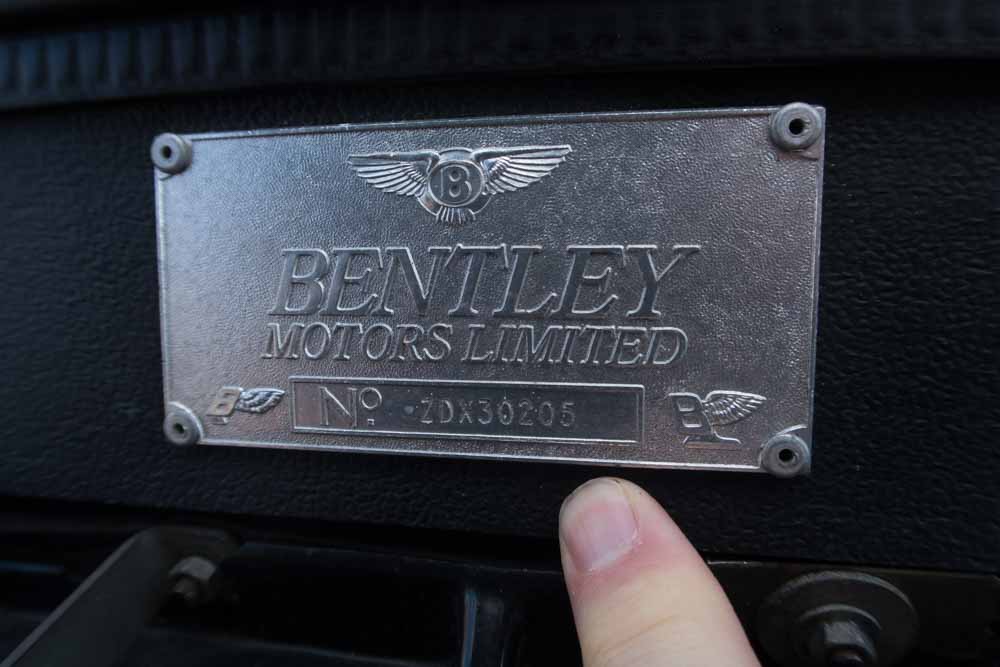 B
BENTLEY
MOTORS LIMITED
B Nº. ZDX30205 B